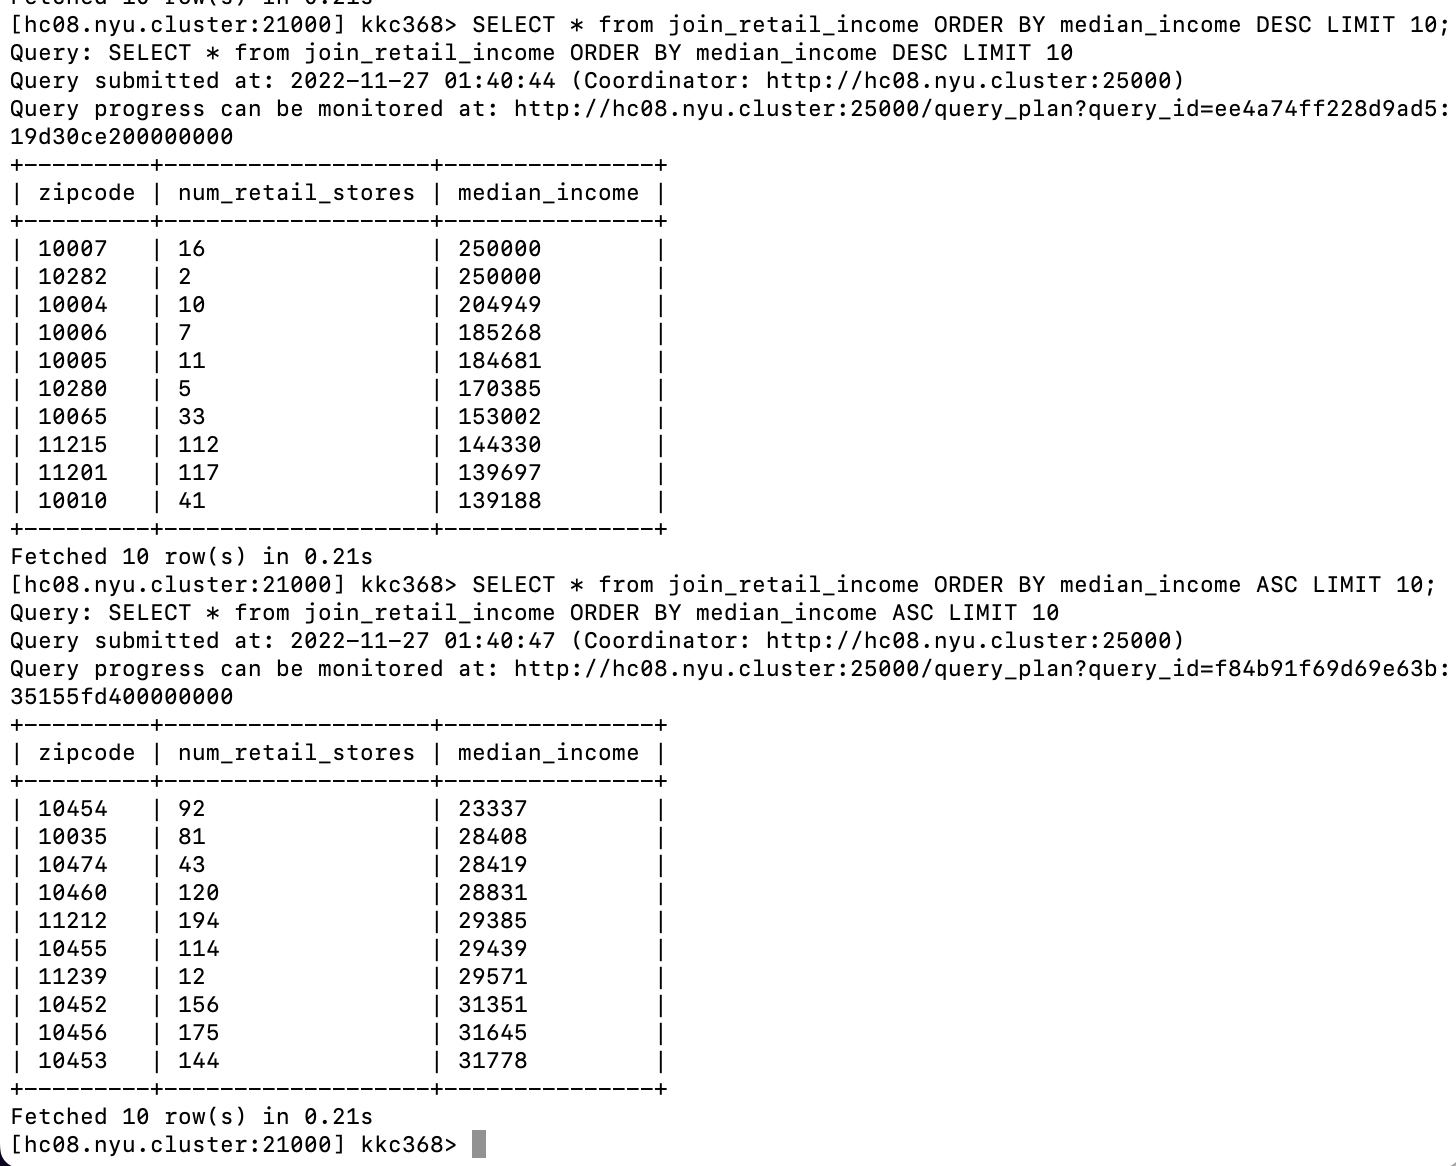 Fetched 10 row(s) in 0.21s
[hc08.nyu.cluster:21000] kkc368> SELECT * from join_retail_income ORDER BY median_income DESC LIMIT 10;
Query: SELECT * from join_retail_income ORDER BY median_income DESC LIMIT 10
Query submitted at: 2022-11-27 01:40:44 (Coordinator: http://hc08.nyu.cluster:25000)
Query progress can be monitored at: http://hc08.nyu.cluster:25000/query_plan?query_id=ee4a74ff228d9ad5:
19d30ce200000000
+---------+-------------------+---------------+
| zipcode | num_retail_stores | median_income |
+---------+-------------------+---------------+
| 10007   | 16                | 250000        |
| 10282   | 2                 | 250000        |
| 10004   | 10                | 204949        |
| 10006   | 7                 | 185268        |
| 10005   | 11                | 184681        |
| 10280   | 5                 | 170385        |
| 10065   | 33                | 153002        |
| 11215   | 112               | 144330        |
| 11201   | 117               | 139697        |
| 10010   | 41                | 139188        |
+---------+-------------------+---------------+
Fetched 10 row(s) in 0.21s
[hc08.nyu.cluster:21000] kkc368> SELECT * from join_retail_income ORDER BY median_income ASC LIMIT 10;
Query: SELECT * from join_retail_income ORDER BY median_income ASC LIMIT 10
Query submitted at: 2022-11-27 01:40:47 (Coordinator: http://hc08.nyu.cluster:25000)
Query progress can be monitored at: http://hc08.nyu.cluster:25000/query_plan?query_id=f84b91f69d69e63b:
35155fd400000000
+---------+-------------------+---------------+
| zipcode | num_retail_stores | median_income |
+---------+-------------------+---------------+
| 10454   | 92                | 23337         |
| 10035   | 81                | 28408         |
| 10474   | 43                | 28419         |
| 10460   | 120               | 28831         |
| 11212   | 194               | 29385         |
| 10455   | 114               | 29439         |
| 11239   | 12                | 29571         |
| 10452   | 156               | 31351         |
| 10456   | 175               | 31645         |
| 10453   | 144               | 31778         |
+---------+-------------------+---------------+
Fetched 10 row(s) in 0.21s
[hc08.nyu.cluster:21000] kkc368>